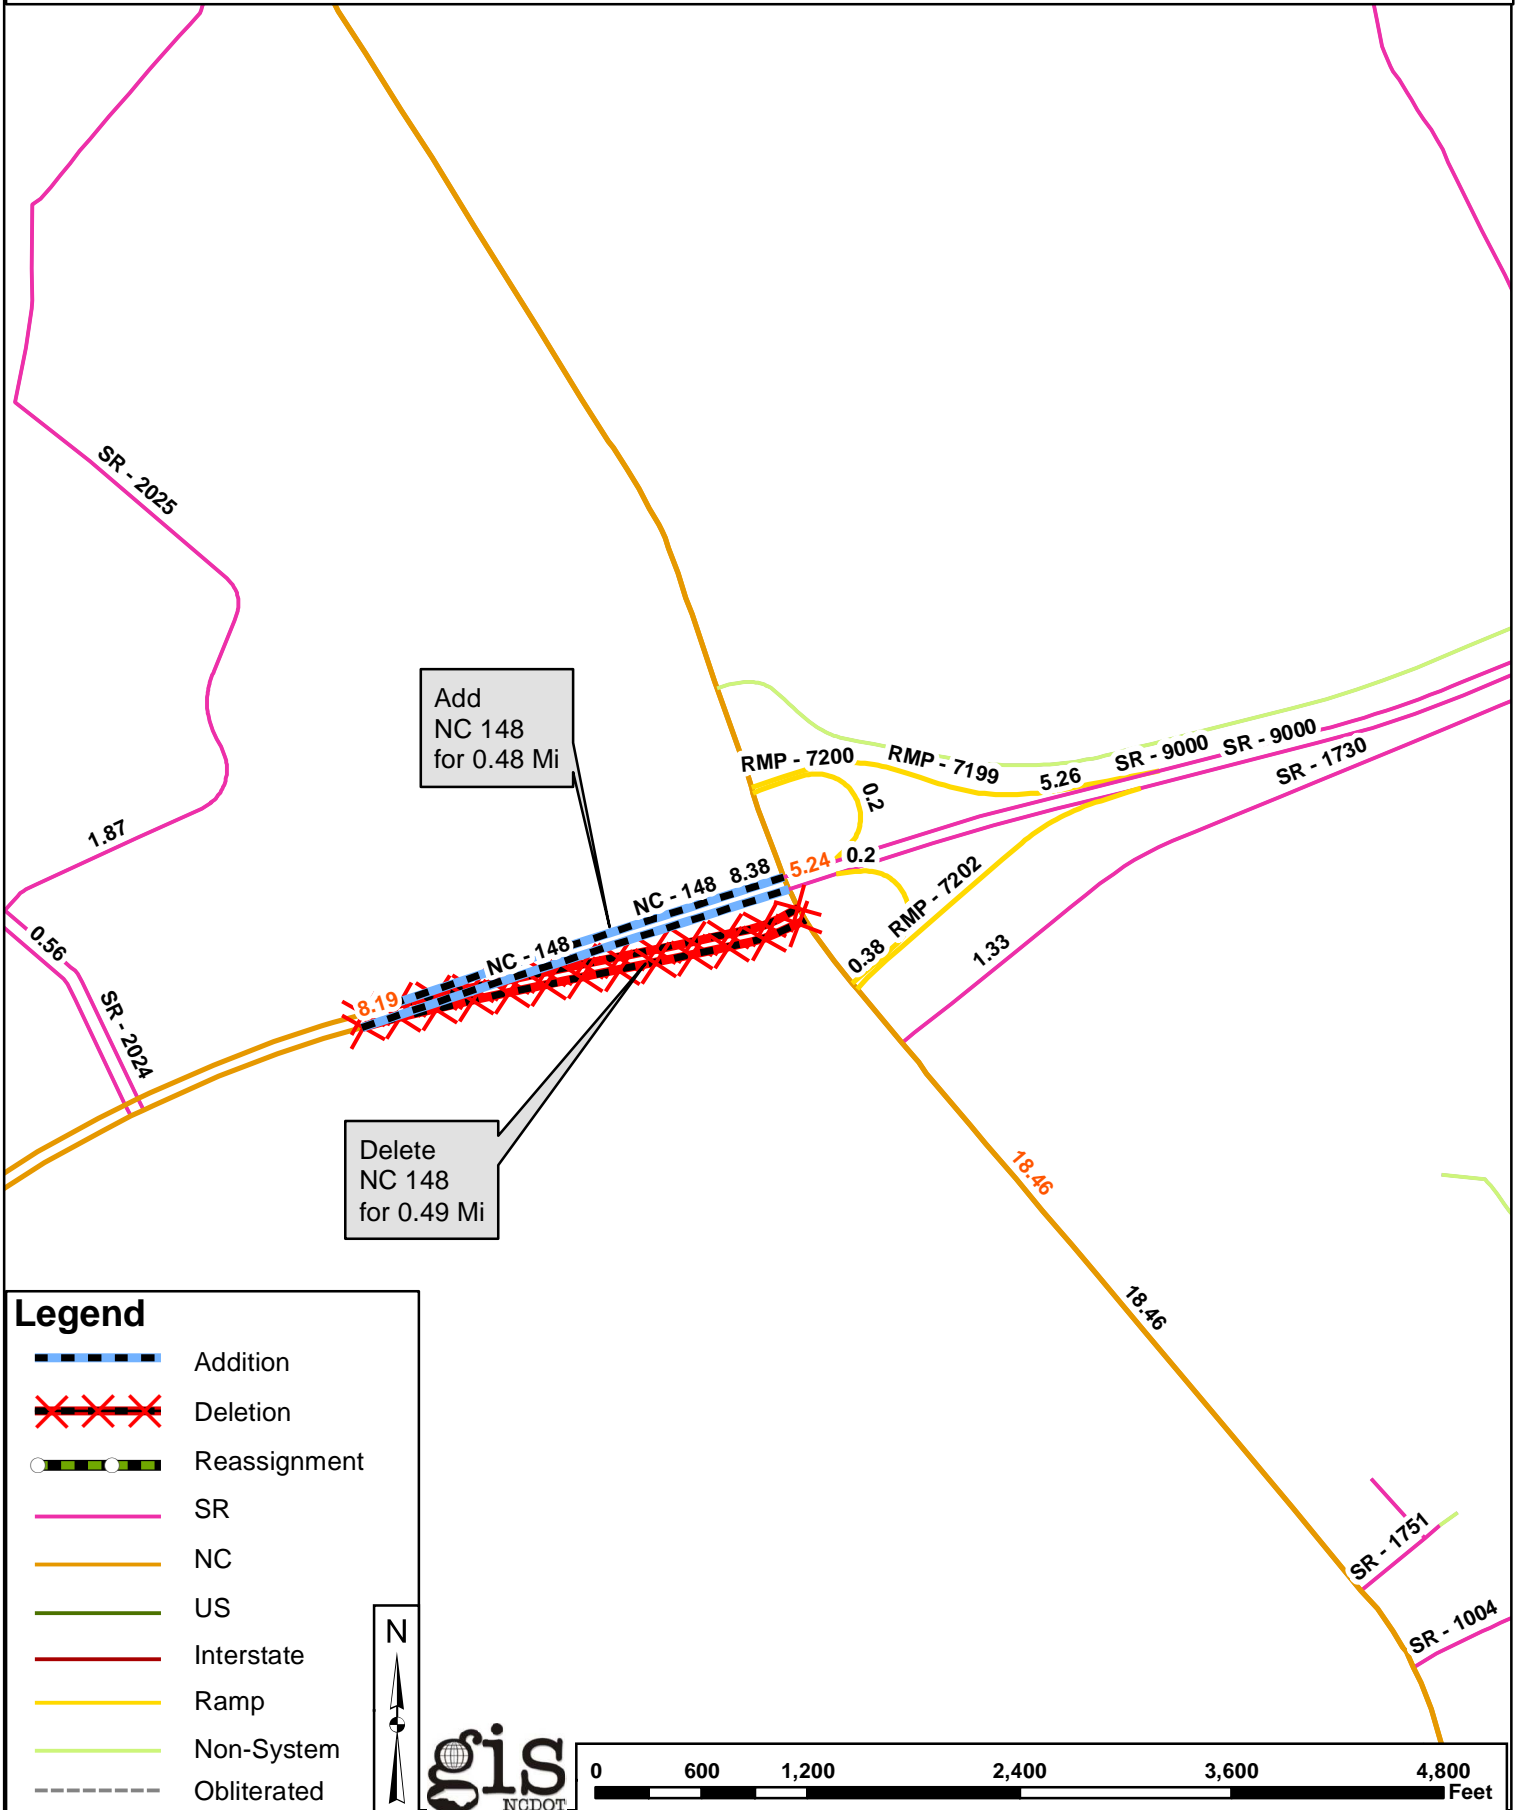 SR - 2025
Add
NC 148
for 0.48 Mi
RMP - 7200
RMP - 7199
5.26
SR - 9000
SR - 9000
SR - 1730
0.2
1.87
0.2
5.24
8.38
NC - 148
NC - 148
RMP - 7202
0.38
1.33
0.56
SR - 2024
8.19
Delete
NC 148
for 0.49 Mi
18.46
18.46
Legend
Addition
Deletion
Reassignment
SR
NC
US
Interstate
Ramp
Non-System
Obliterated
N
gis
NCDOT
SR - 1751
SR - 1004
0 600 1,200 2,400 3,600 4,800
Feet